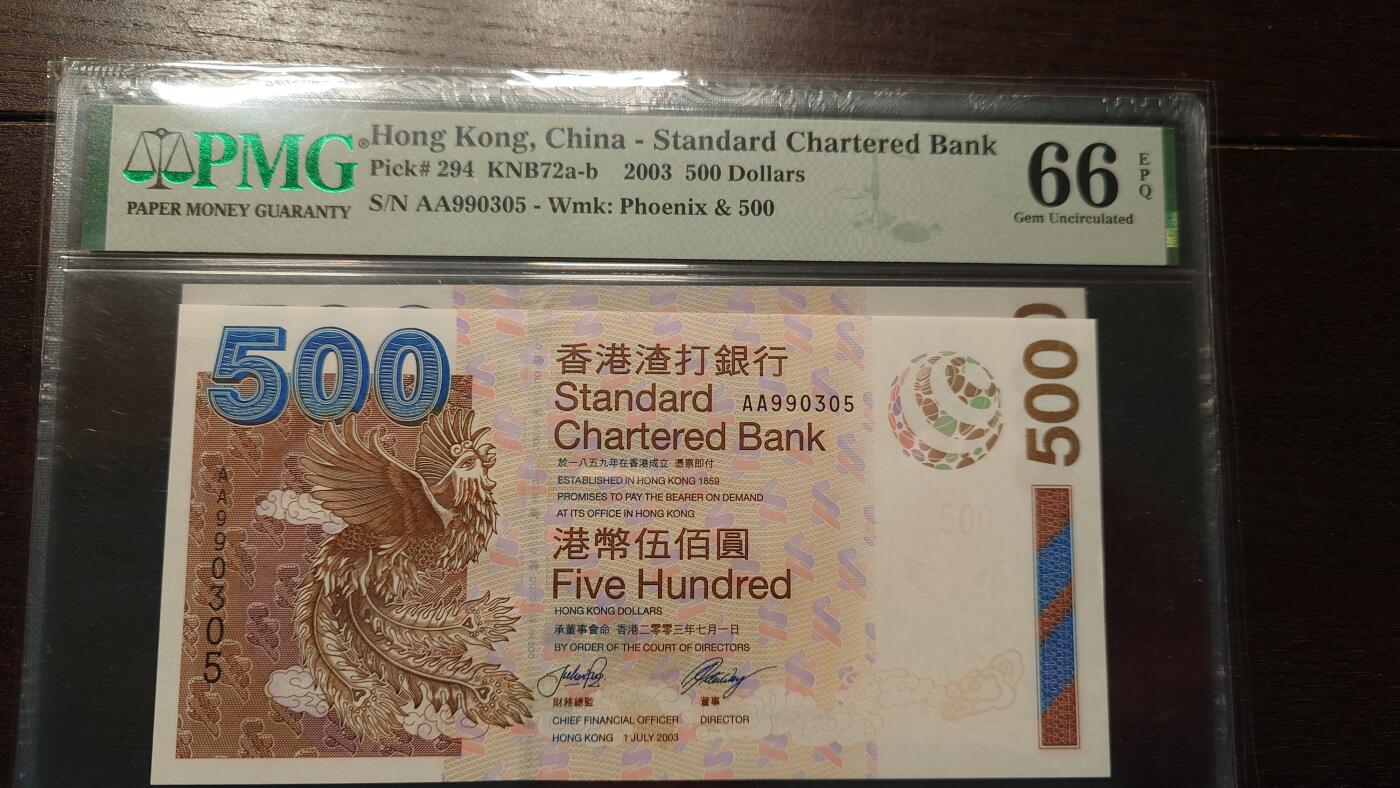 PMG®
PAPER MONEY GUARANTY
Hong Kong, China - Standard Chartered Bank
Pick# 294 KNB72a-b 2003 500 Dollars
S/N AA990305 - Wmk: Phoenix & 500
66
EPQ
Gem Uncirculated
500
香港渣打銀行
Standard
Chartered Bank
AA990305
於一八五九年在香港成立 憑票即付
ESTABLISHED IN HONG KONG 1859
PROMISES TO PAY THE BEARER ON DEMAND
AT ITS OFFICE IN HONG KONG
港幣伍佰圓
Five Hundred
HONG KONG DOLLARS
承董事會命 香港二零零三年七月一日
BY ORDER OF THE COURT OF DIRECTORS
財務總監 董事
CHIEF FINANCIAL OFFICER DIRECTOR
HONG KONG 1 JULY 2003
AA990305
500
500